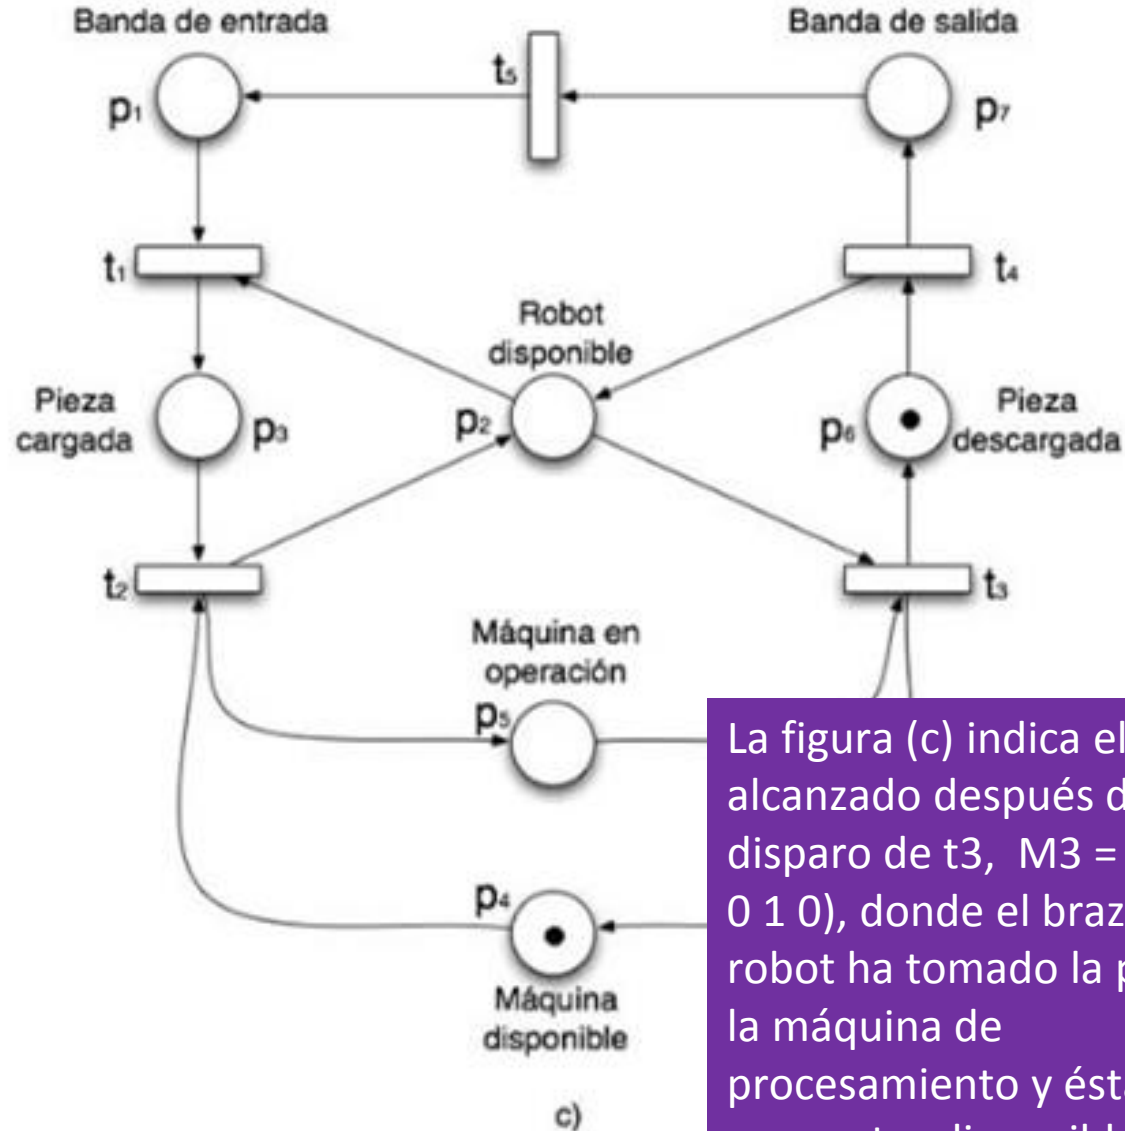 Banda de entrada
Banda de salida
t₅
p₁
p₇
t₁
t₄
Robot
disponible
Pieza
cargada
p₃
p₂
p₆
Pieza
descargada
t₂
t₃
Máquina en
operación
p₅
p₄
Máquina
disponible
c)
La figura (c) indica el
alcanzado después d
disparo de t3, M3 =
0 1 0), donde el braz
robot ha tomado la p
la máquina de
procesamiento y ést